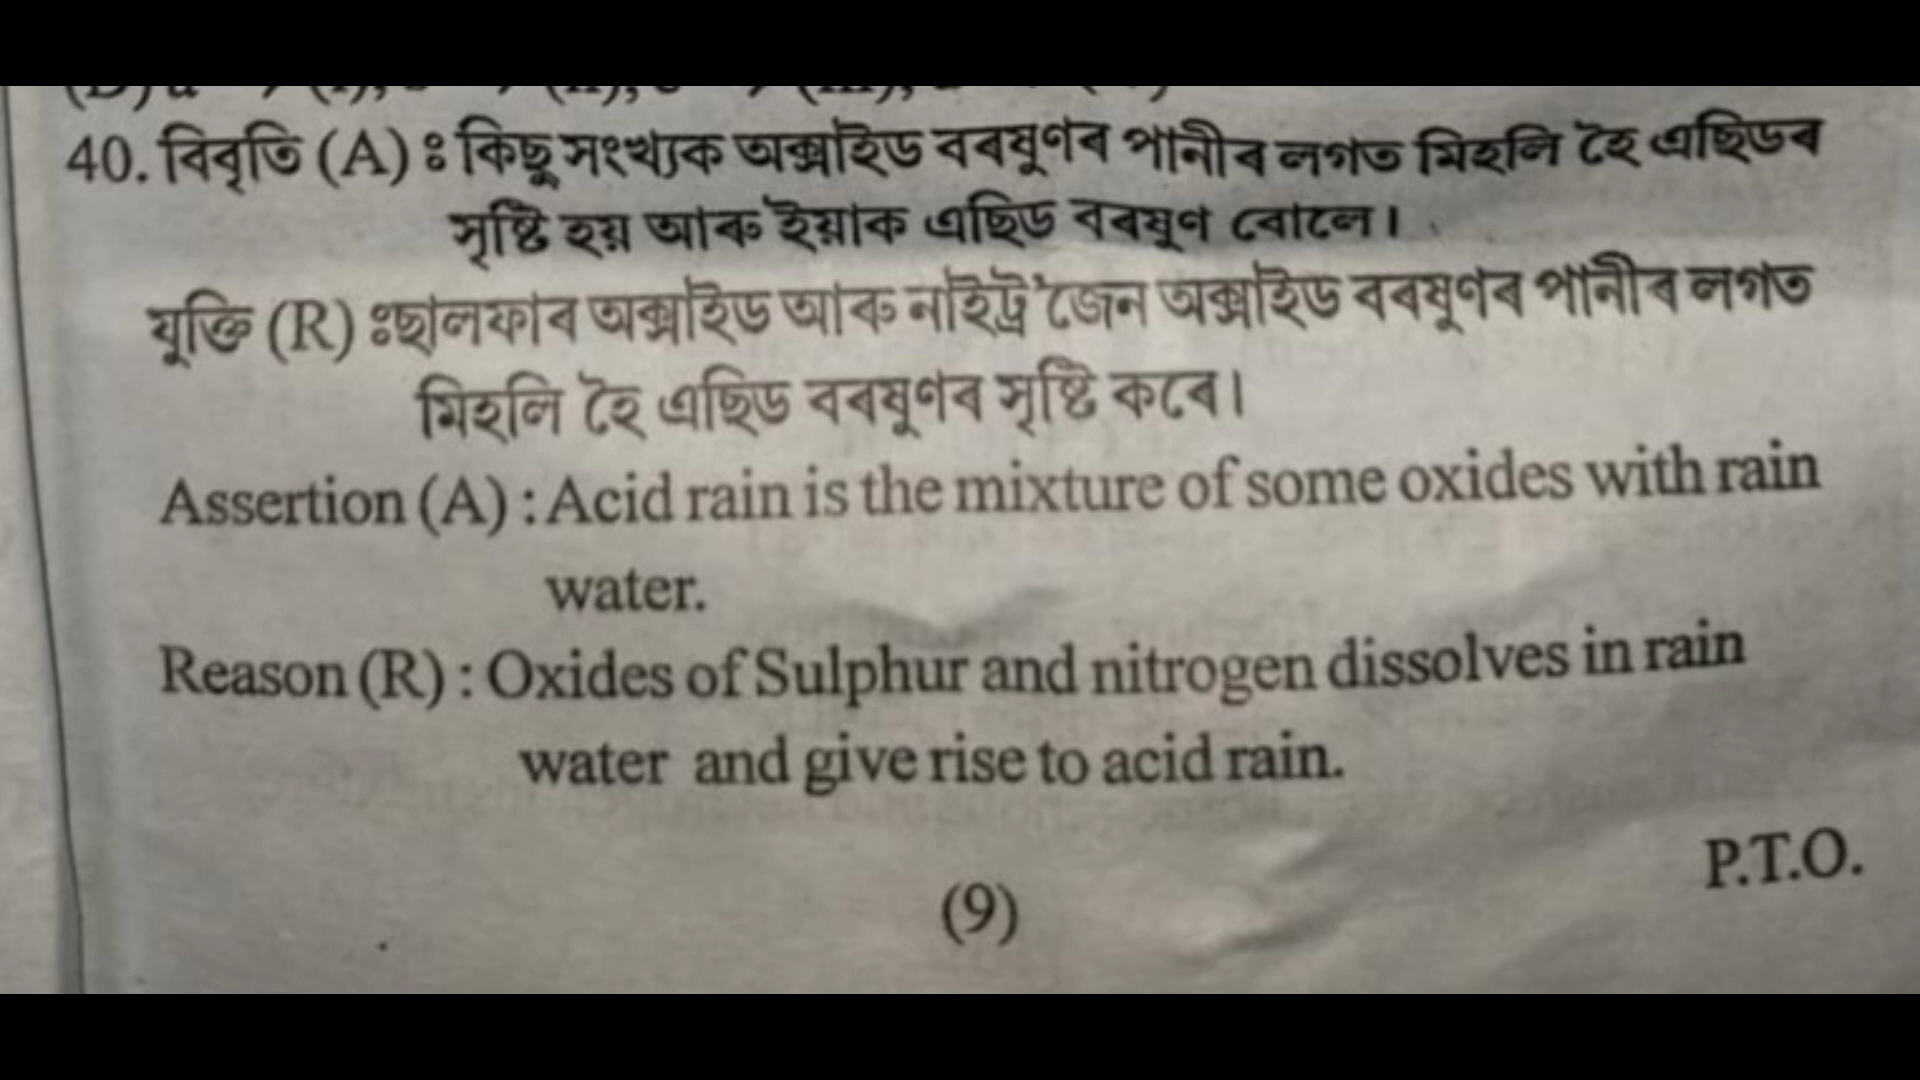 40. বিবৃতি (A) ঃ কিছু সংখ্যক অক্সাইড বৰষুণৰ পানীৰ লগত মিহলি হৈ এছিডৰ
সৃষ্টি হয় আৰু ইয়াক এছিড বৰষুণ বোলে।
যুক্তি (R) ঃছালফাৰ অক্সাইড আৰু নাইট্ৰ'জেন অক্সাইড বৰষুণৰ পানীৰ লগত
মিহলি হৈ এছিড বৰষুণৰ সৃষ্টি কৰে।
Assertion (A) : Acid rain is the mixture of some oxides with rain
water.
Reason (R) : Oxides of Sulphur and nitrogen dissolves in rain
water and give rise to acid rain.
P.T.O.
(9)